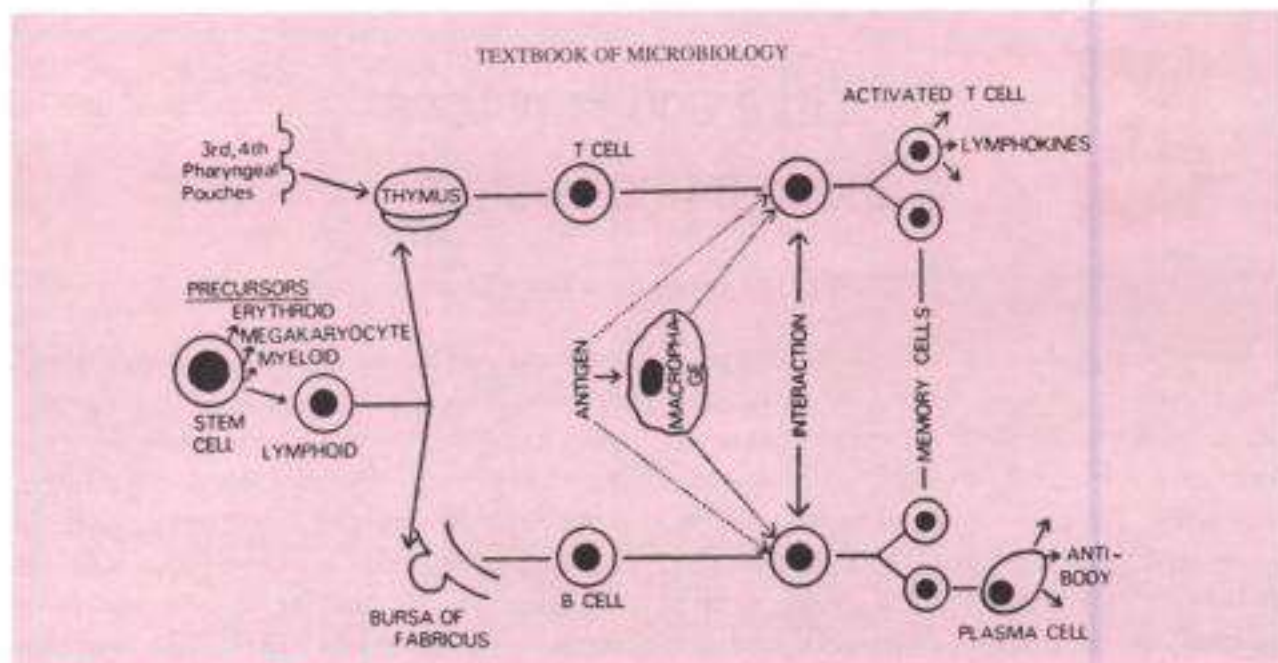 TEXTBOOK OF MICROBIOLOGY
ACTIVATED T CELL
LYMPHOKINES
3rd, 4th
Pharyngeal
Pouches
THYMUS
T CELL
PRECURSORS
ERYTHROID
MEGAKARYOCYTE
MYELOID
STEM
CELL
LYMPHOID
ANTIGEN
MACROPHA-
GE
INTERACTION
MEMORY CELLS
BURSA OF
FABRICIUS
B CELL
ANTI-
BODY
PLASMA CELL